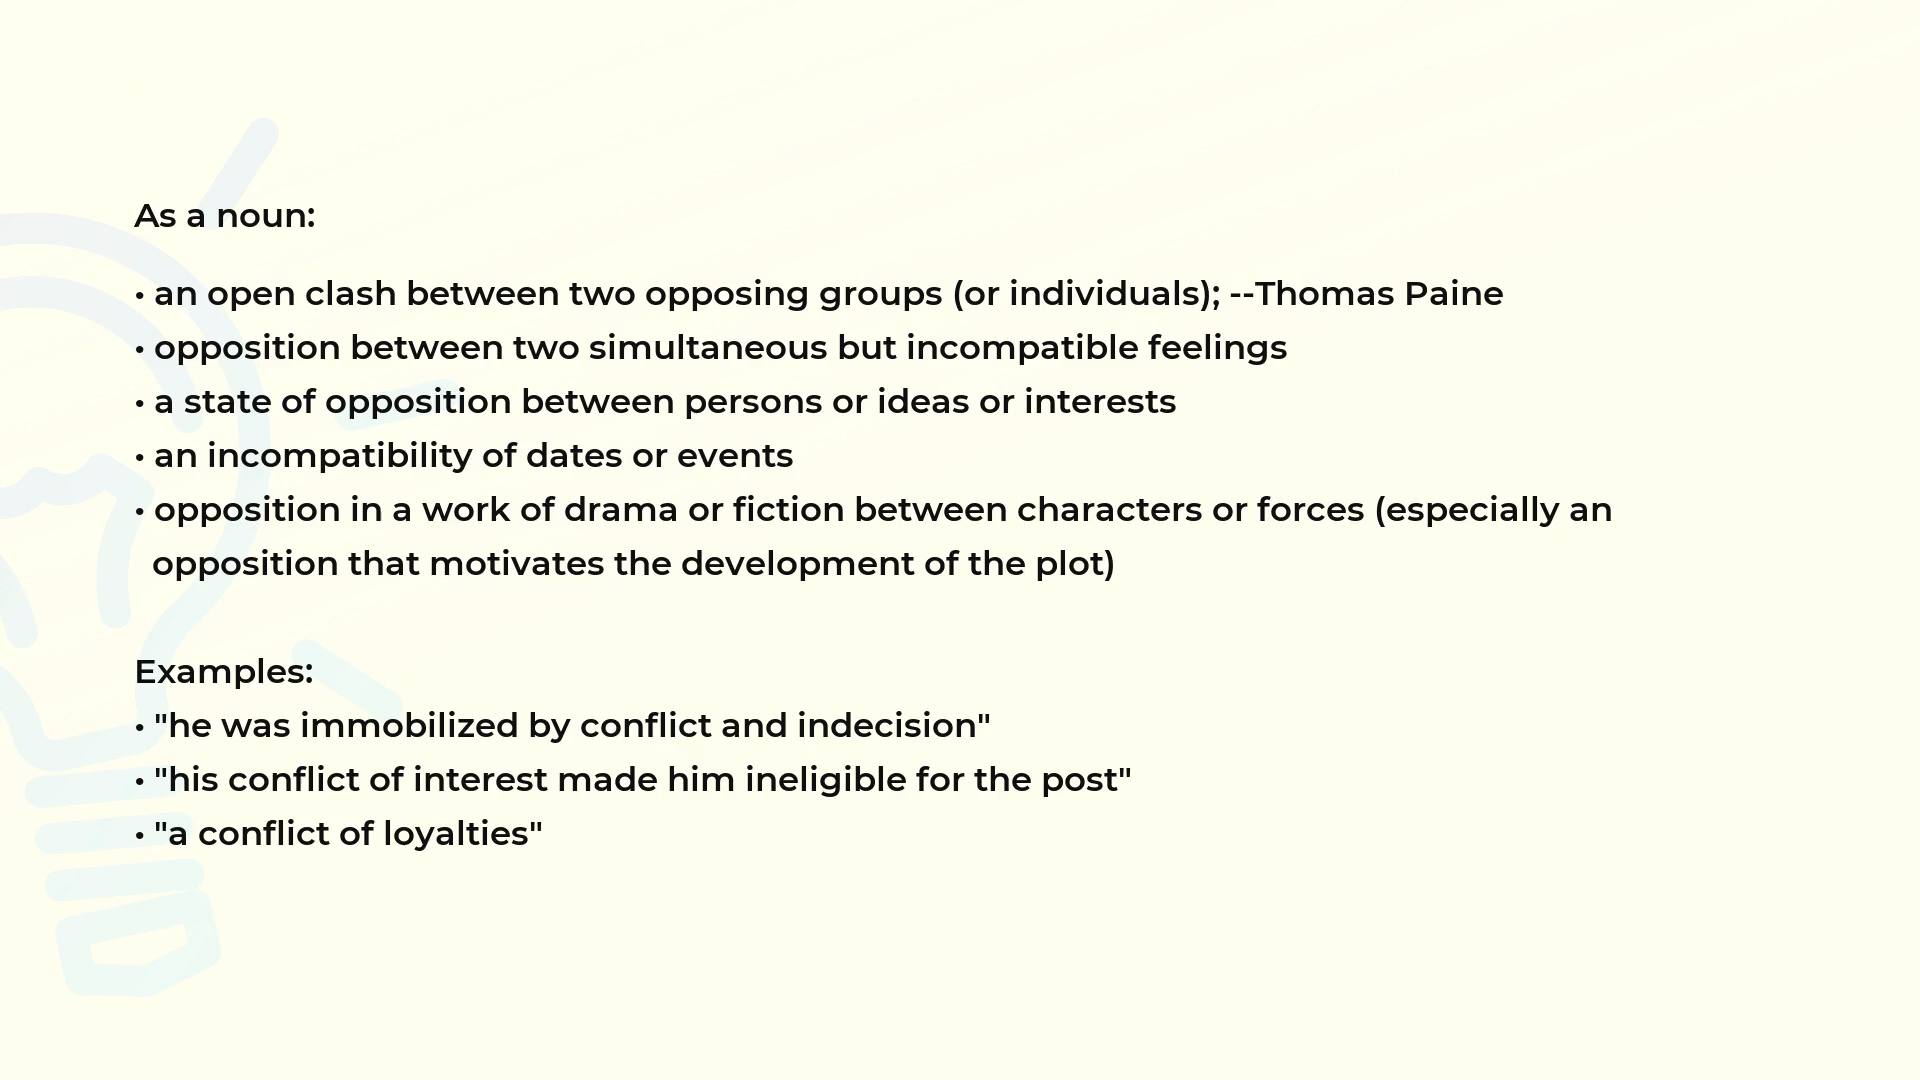 As a noun:
• an open clash between two opposing groups (or individuals); --Thomas Paine
• opposition between two simultaneous but incompatible feelings
• a state of opposition between persons or ideas or interests
• an incompatibility of dates or events
• opposition in a work of drama or fiction between characters or forces (especially an
opposition that motivates the development of the plot)
Examples:
• "he was immobilized by conflict and indecision"
• "his conflict of interest made him ineligible for the post"
• "a conflict of loyalties"